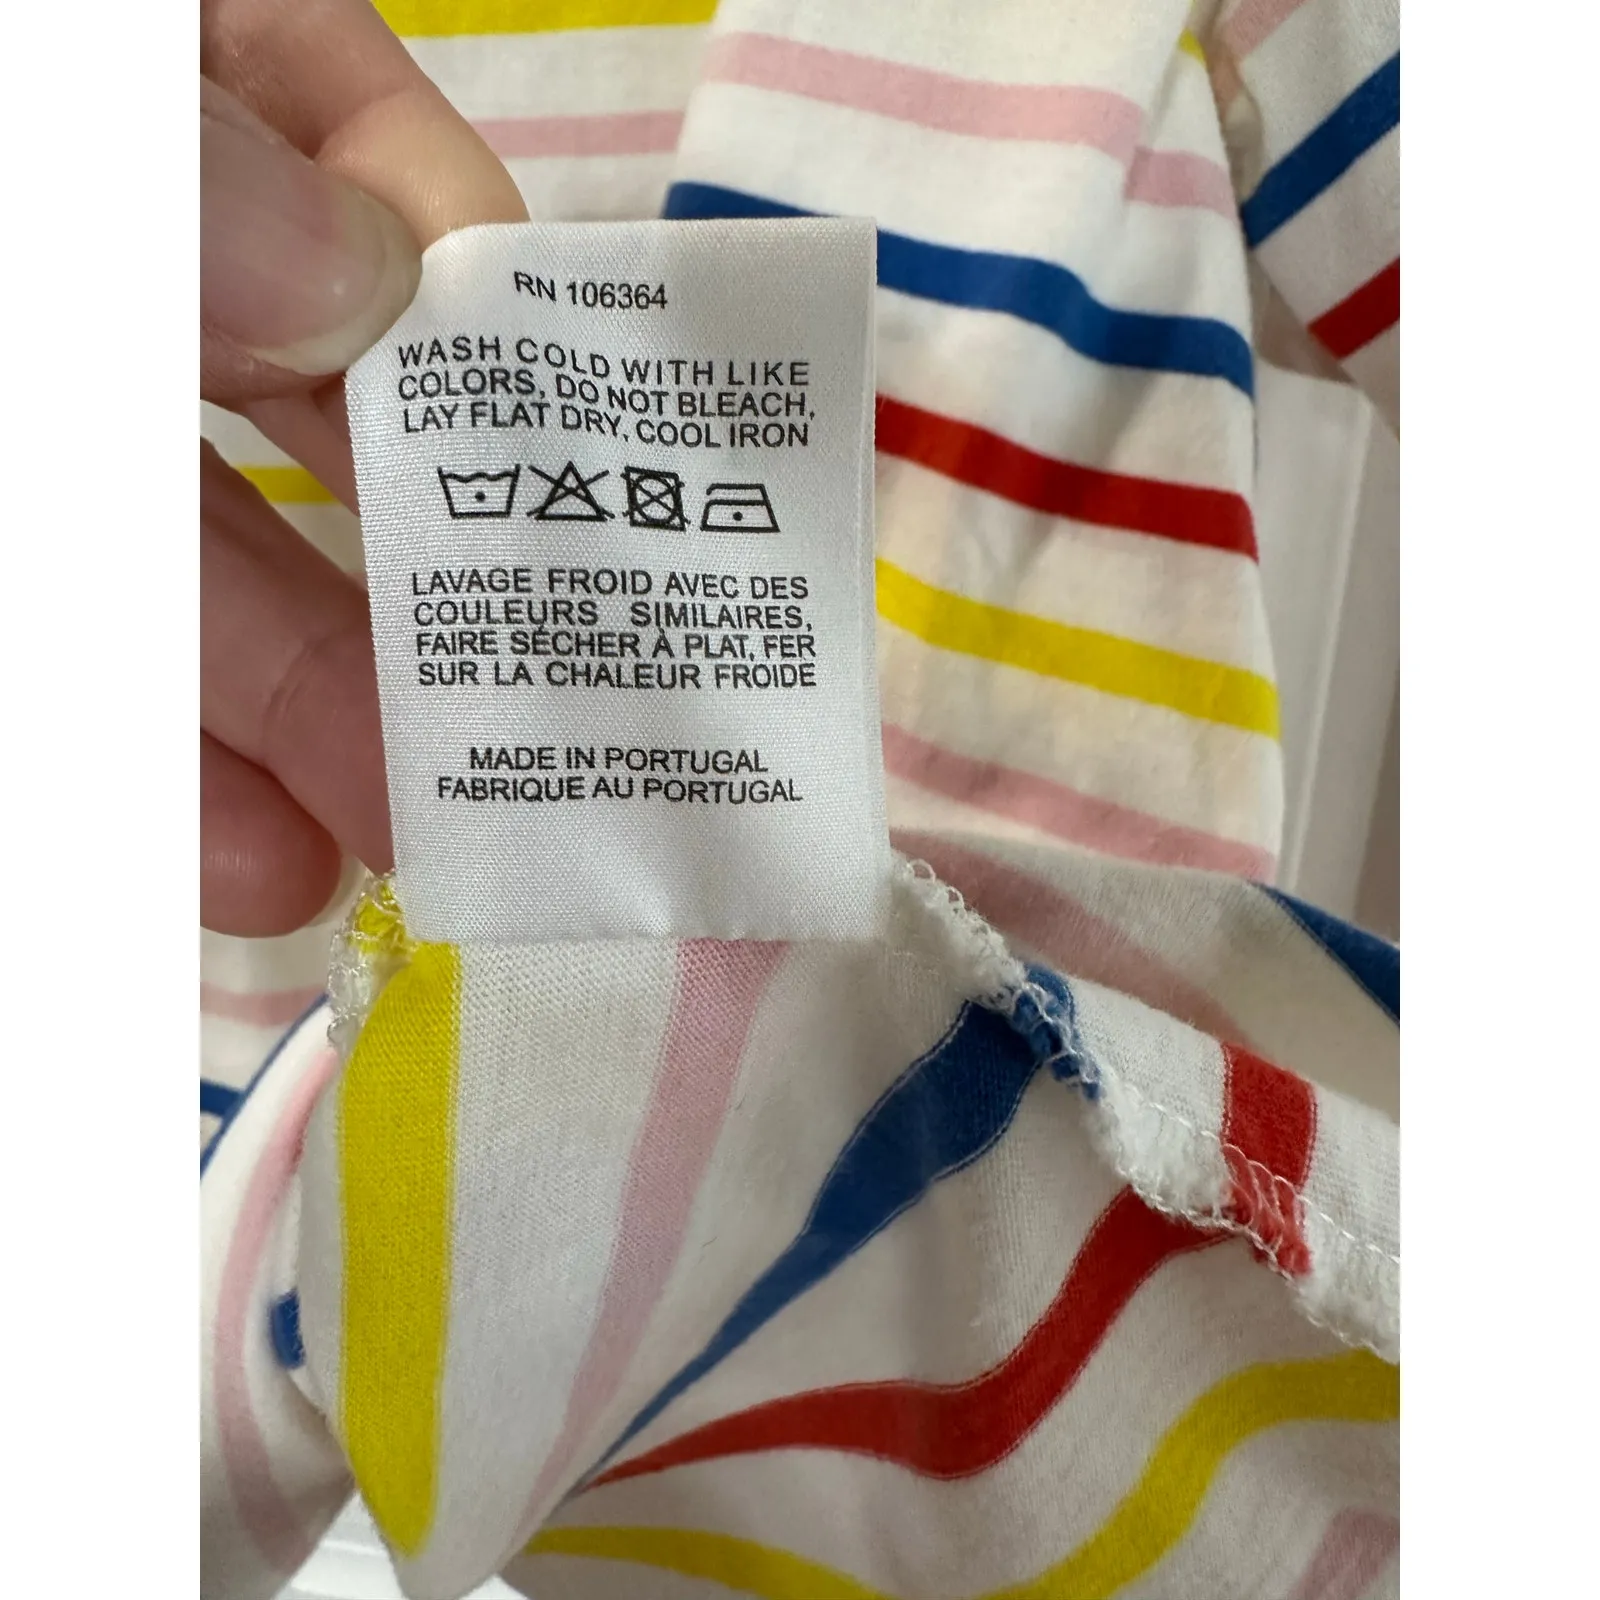 RN 106364
WASH COLD WITH LIKE
COLORS, DO NOT BLEACH,
LAY FLAT DRY, COOL IRON
LAVAGE FROID AVEC DES
COULEURS SIMILAIRES,
FAIRE SÉCHER À PLAT, FER
SUR LA CHALEUR FROIDE
MADE IN PORTUGAL
FABRIQUE AU PORTUGAL